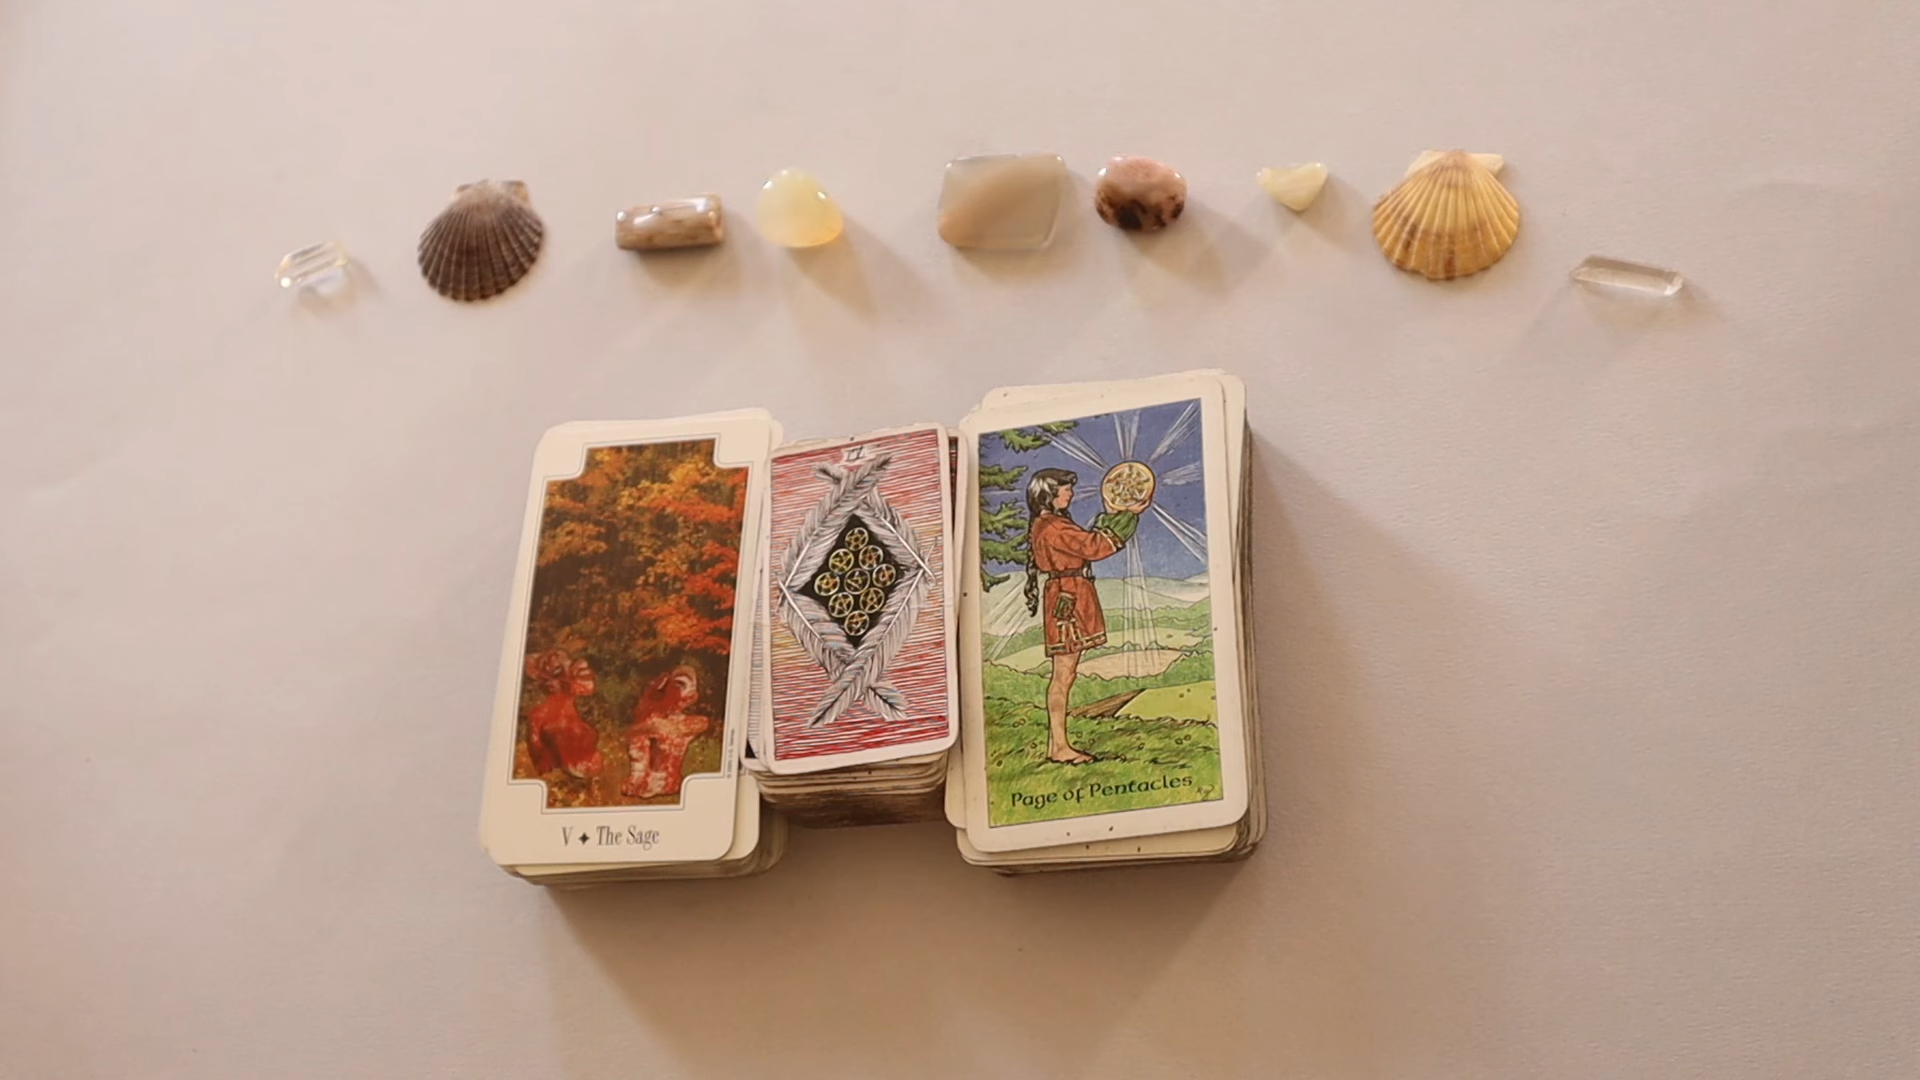 V ✦ The Sage
Page of Pentacles